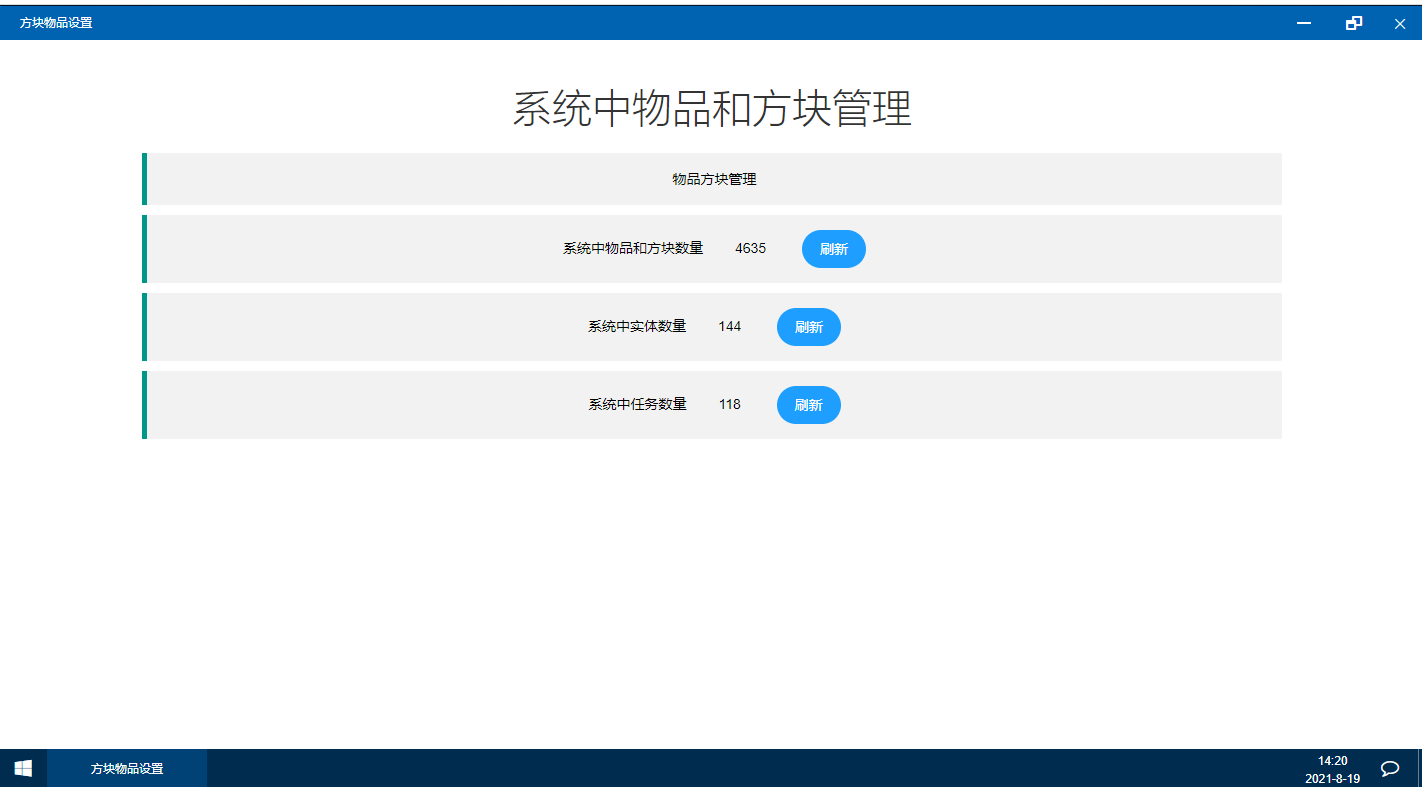 方块物品设置
系统中物品和方块管理
物品方块管理
系统中物品和方块数量 4635 刷新
系统中实体数量 144 刷新
系统中任务数量 118 刷新
方块物品设置
14:20
2021-8-19